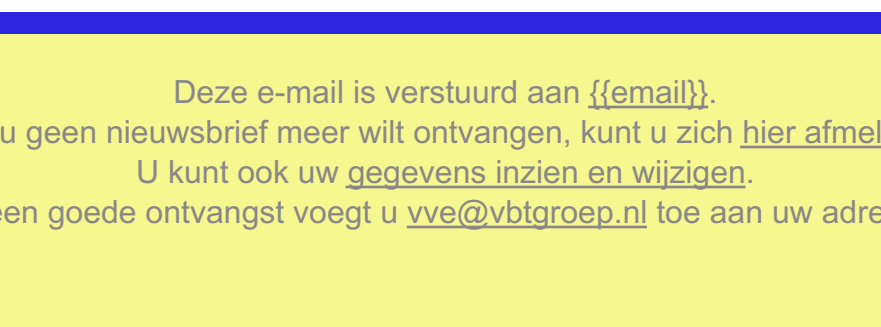 Deze e-mail is verstuurd aan {{email}}.
u geen nieuwsbrief meer wilt ontvangen, kunt u zich hier afmel
U kunt ook uw gegevens inzien en wijzigen.
een goede ontvangst voegt u vve@vbtgroep.nl toe aan uw adre